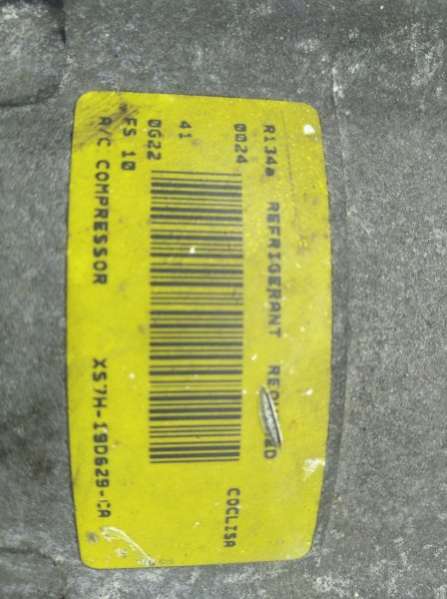 R134a REFRIGERANT
0024
41
0G22
COCLISA
FS 10
A/C COMPRESSOR XS7H-19D629-CA